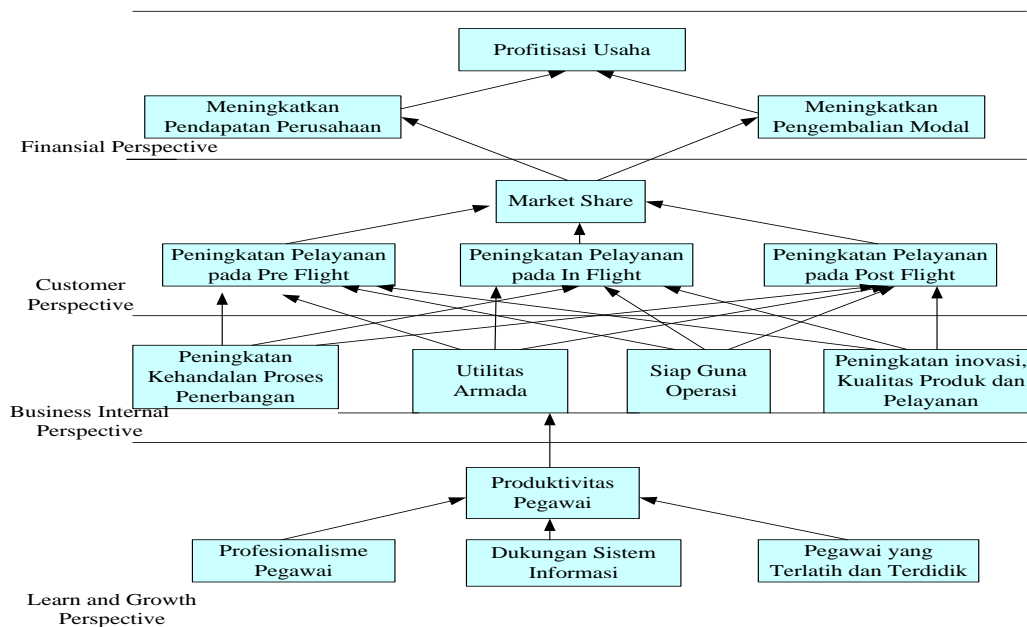 Profitisasi Usaha
Meningkatkan
Pendapatan Perusahaan
Meningkatkan
Pengembalian Modal
Finansial Perspective
Market Share
Peningkatan Pelayanan
pada Pre Flight
Peningkatan Pelayanan
pada In Flight
Peningkatan Pelayanan
pada Post Flight
Customer
Perspective
Peningkatan
Kehandalan Proses
Penerbangan
Utilitas
Armada
Siap Guna
Operasi
Peningkatan inovasi,
Kualitas Produk dan
Pelayanan
Business Internal
Perspective
Produktivitas
Pegawai
Profesionalisme
Pegawai
Dukungan Sistem
Informasi
Pegawai yang
Terlatih dan Terdidik
Learn and Growth
Perspective